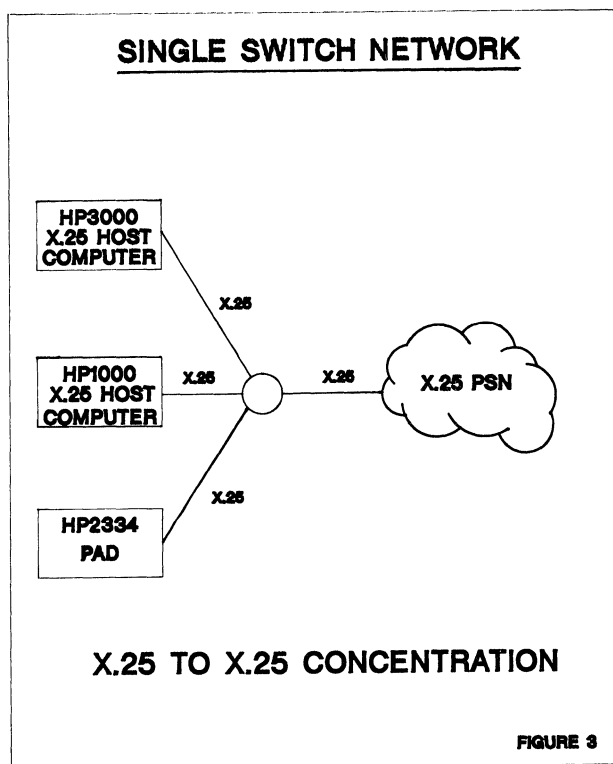 SINGLE SWITCH NETWORK
HP3000
X.25 HOST
COMPUTER
X.25
HP1000
X.25 HOST
COMPUTER
X.25
X.25
X.25 PSN
X.25
HP2334
PAD
X.25 TO X.25 CONCENTRATION
FIGURE 3